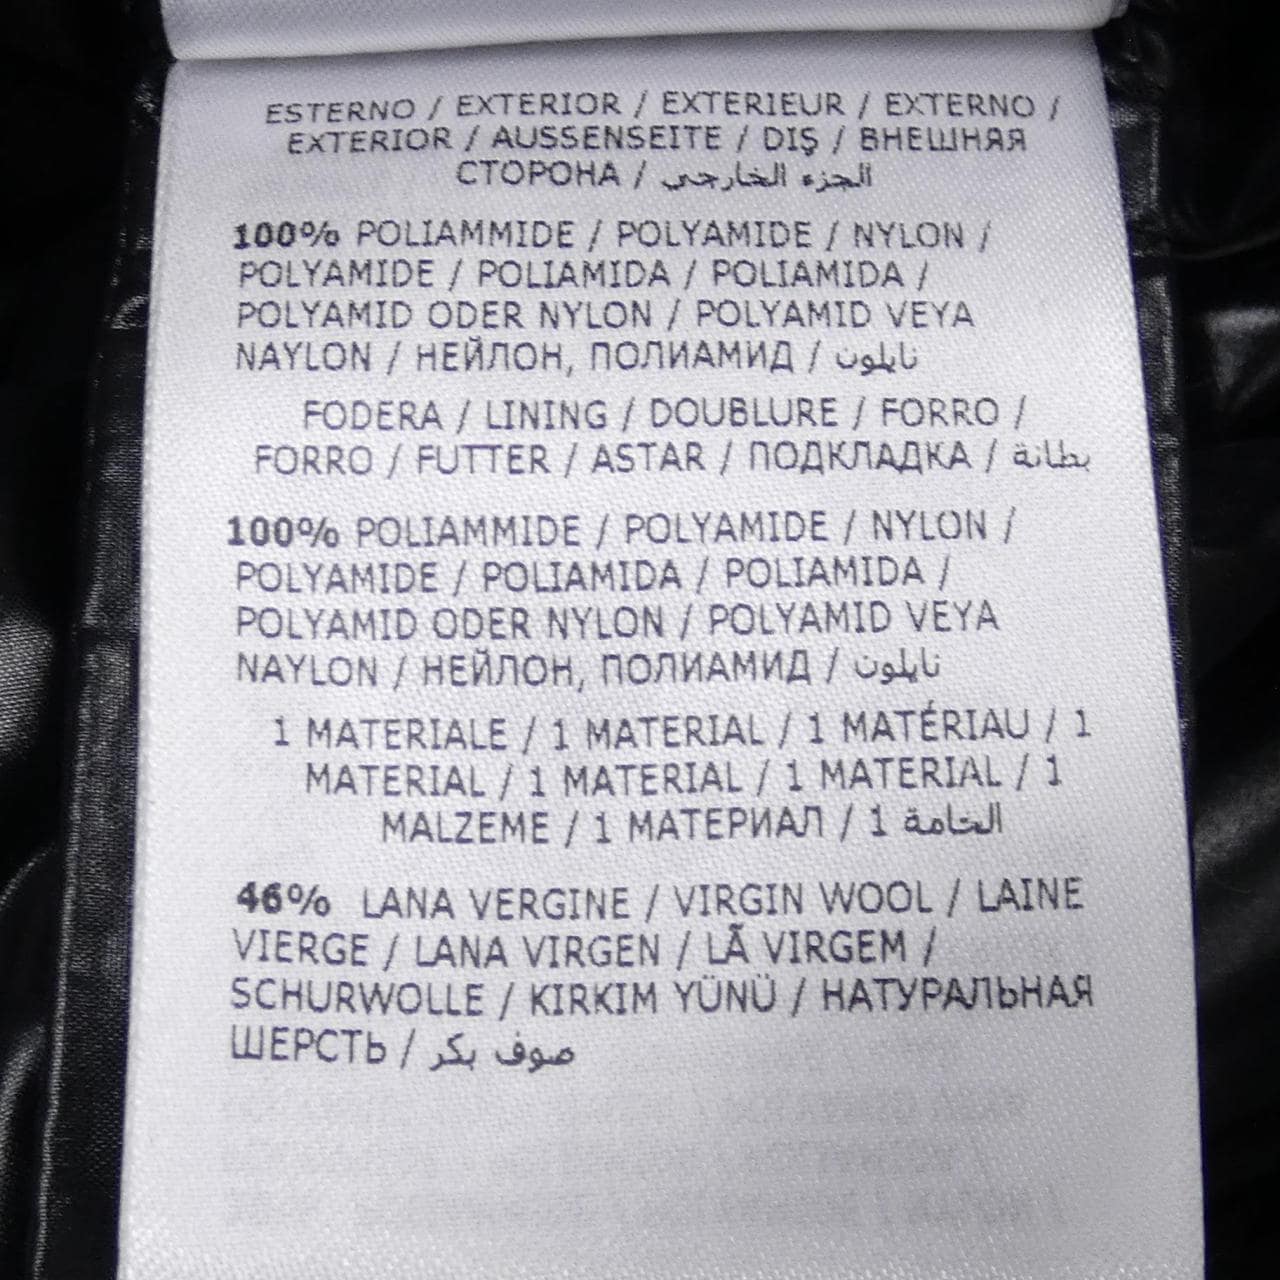 ESTERNO / EXTERIOR / EXTERIEUR / EXTERNO /
EXTERIOR / AUSSENSEITE / DIŞ / ВНЕШНЯЯ
СТОРОНА / الجزء الخارجي
100% POLIAMMIDE / POLYAMIDE / NYLON /
POLYAMIDE / POLIAMIDA / POLIAMIDA /
POLYAMID ODER NYLON / POLYAMID VEYA
NAYLON / НЕЙЛОН, ПОЛИАМИД / نايلون
FODERA / LINING / DOUBLURE / FORRO /
FORRO / FUTTER / ASTAR / ПОДКЛАДКА / بطانة
100% POLIAMMIDE / POLYAMIDE / NYLON /
POLYAMIDE / POLIAMIDA / POLIAMIDA /
POLYAMID ODER NYLON / POLYAMID VEYA
NAYLON / НЕЙЛОН, ПОЛИАМИД / نايلون
1 MATERIALE / 1 MATERIAL / 1 MATÉRIAU / 1
MATERIAL / 1 MATERIAL / 1 MATERIAL / 1
MALZEME / 1 МАТЕРИАЛ / 1 الخامة
46% LANA VERGINE / VIRGIN WOOL / LAINE
VIERGE / LANA VIRGEN / LÃ VIRGEM /
SCHURWOLLE / KIRKIM YÜNÜ / НАТУРАЛЬНАЯ
ШЕРСТЬ / صوف بكر